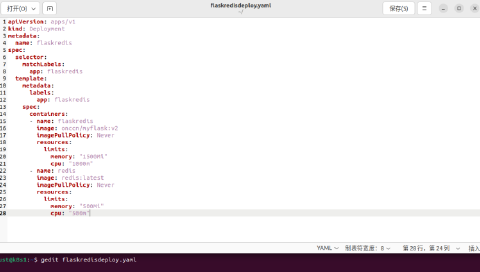 打开(O)
flaskredisdeploy.yaml
保存(S)
1 apiVersion: apps/v1
2 kind: Deployment
3 metadata:
4 name: flaskredis
5 spec:
6 selector:
7 matchLabels:
8 app: flaskredis
9 template:
10 metadata:
11 labels:
12 app: flaskredis
13 spec:
14 containers:
15 - name: flaskredis
16 image: /myflask:v2
17 imagePullPolicy: Never
18 resources:
19 limits:
20 memory: "1500Mi"
21 cpu:
22 - name: redis
23 image: redis:latest
24 imagePullPolicy: Never
25 resources:
26 limits:
27 memory: "500Mi"
28 cpu: "500m"
YAML 制表符宽度: 8 第 28 行，第 24 列 插入
$ gedit flaskredisdeploy.yaml